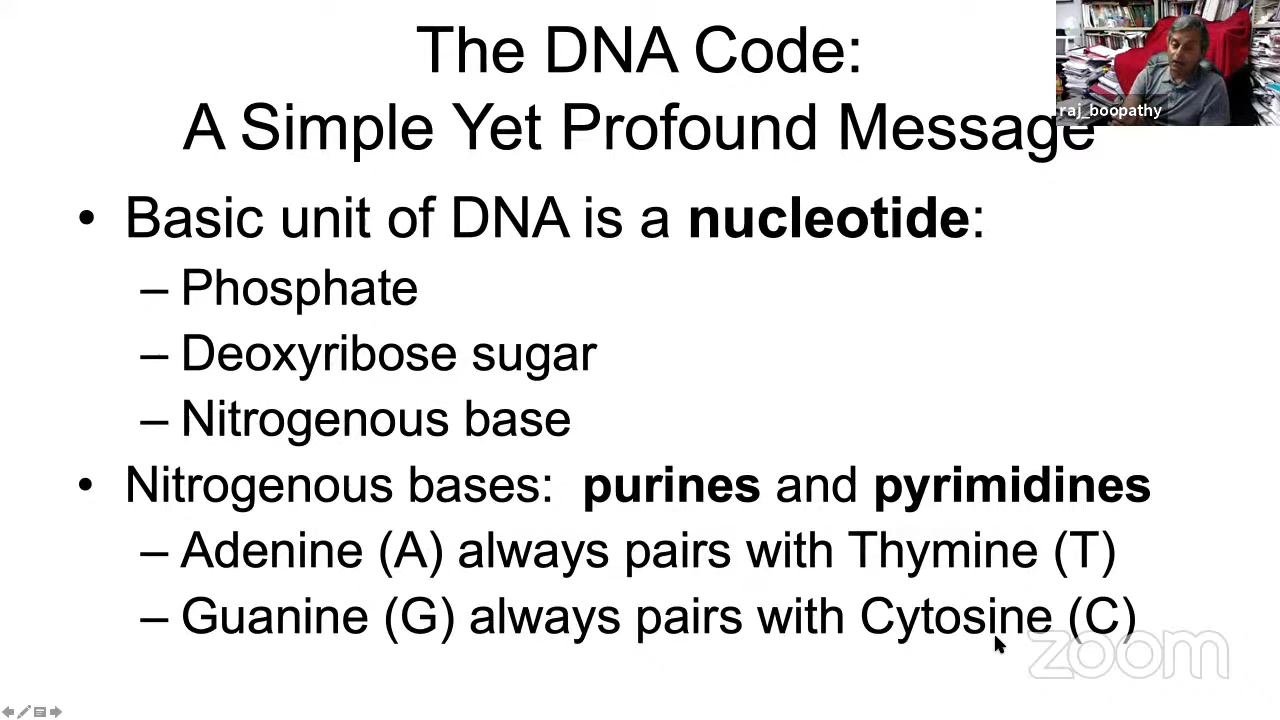 The DNA Code:
A Simple Yet Profound Message
raj_boopathy
• Basic unit of DNA is a nucleotide:
– Phosphate
– Deoxyribose sugar
– Nitrogenous base
• Nitrogenous bases: purines and pyrimidines
– Adenine (A) always pairs with Thymine (T)
– Guanine (G) always pairs with Cytosine (C)
zoom